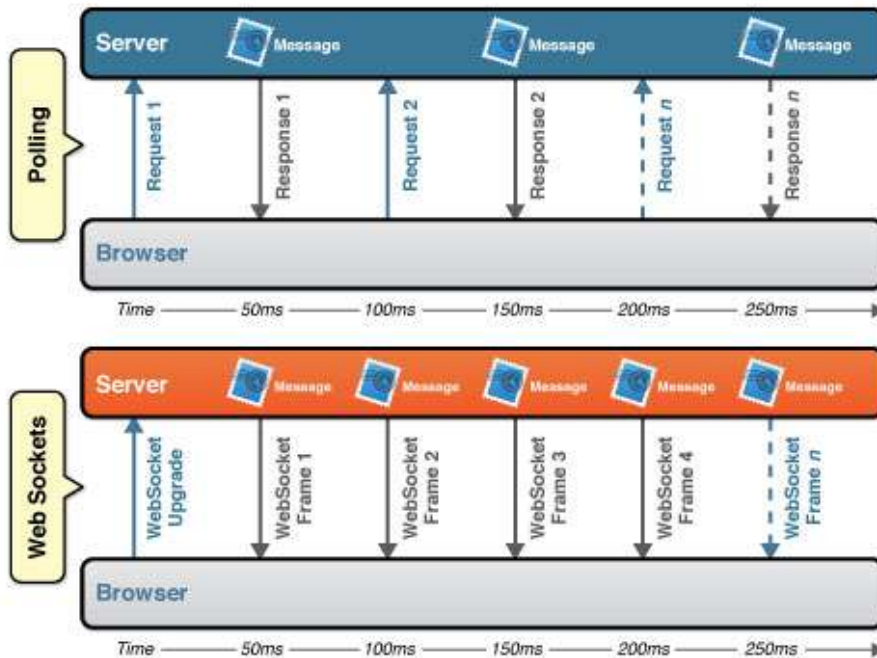 Polling
Server
Message
Message
Message
Request 1
Response 1
Request 2
Response 2
Request n
Response n
Browser
Time 50ms 100ms 150ms 200ms 250ms
Web Sockets
Server
Message
Message
Message
Message
Message
WebSocket
Upgrade
WebSocket
Frame 1
WebSocket
Frame 2
WebSocket
Frame 3
WebSocket
Frame 4
WebSocket
Frame n
Browser
Time 50ms 100ms 150ms 200ms 250ms